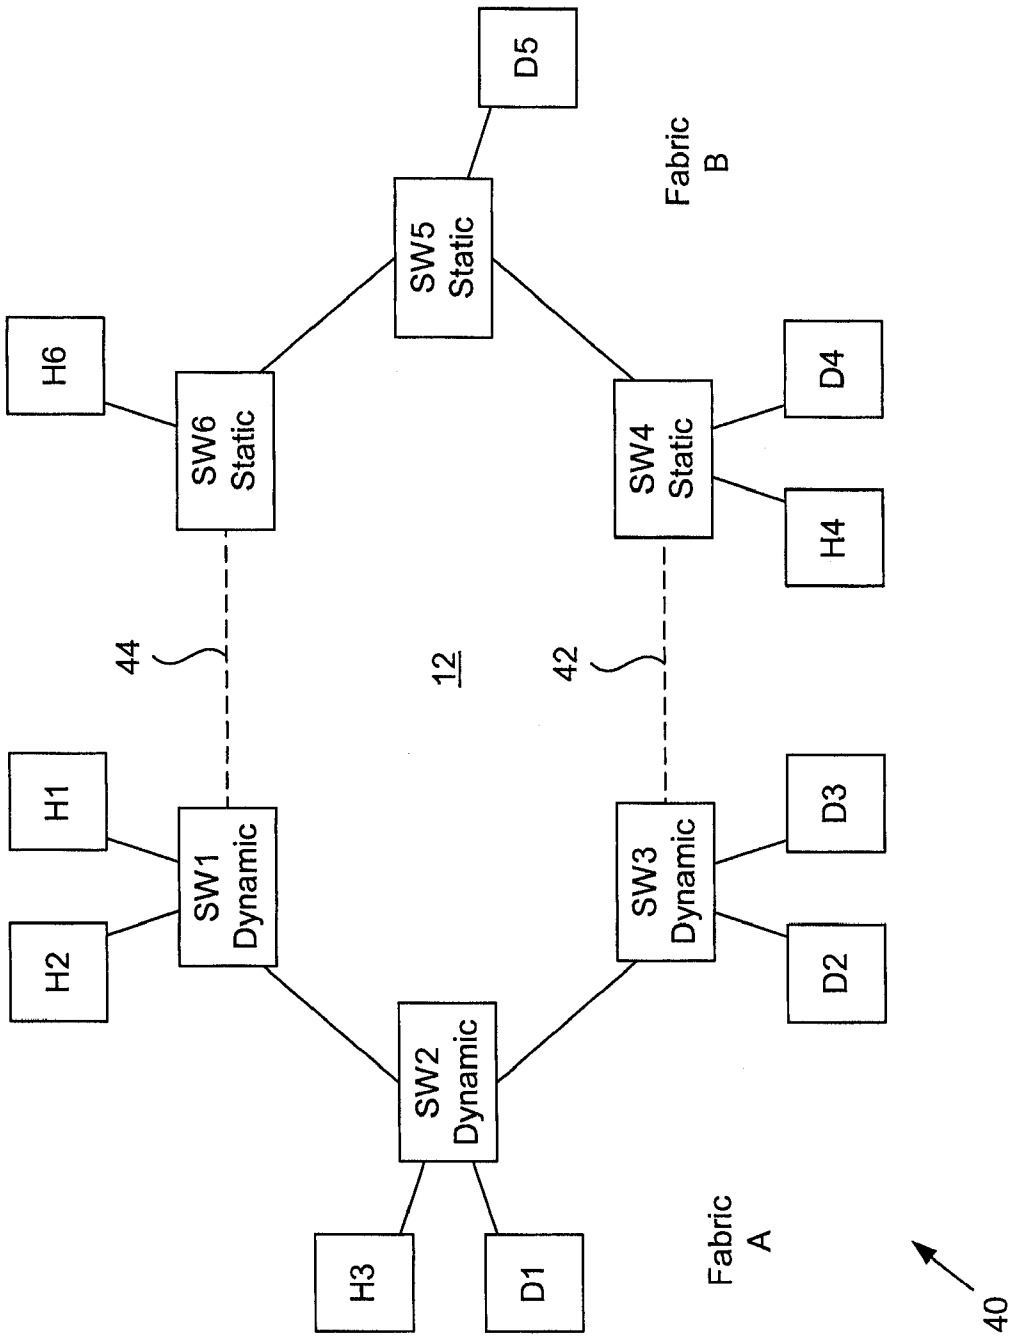 H2
H1
H6
44
SW1
Dynamic
SW6
Static
H3
SW2
Dynamic
12
SW5
Static
D1
D5
42
SW3
Dynamic
SW4
Static
Fabric
A
Fabric
B
D2
D3
H4
D4
40